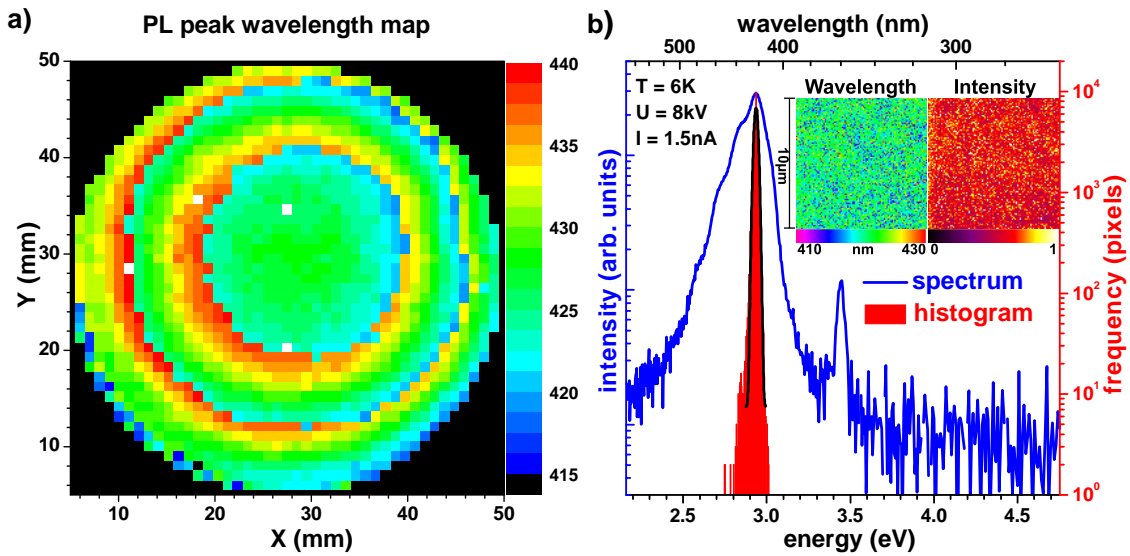 a)
PL peak wavelength map
50
40
30
20
10
Y (mm)
10 20 30 40 50
X (mm)
440
435
430
425
420
415
b)
wavelength (nm)
500 400 300
T = 6K
U = 8kV
I = 1.5nA
Wavelength Intensity
10µm
410 nm 430 0 1
spectrum
histogram
intensity (arb. units)
10⁴
10³
10²
10¹
10⁰
frequency (pixels)
2.5 3.0 3.5 4.0 4.5
energy (eV)